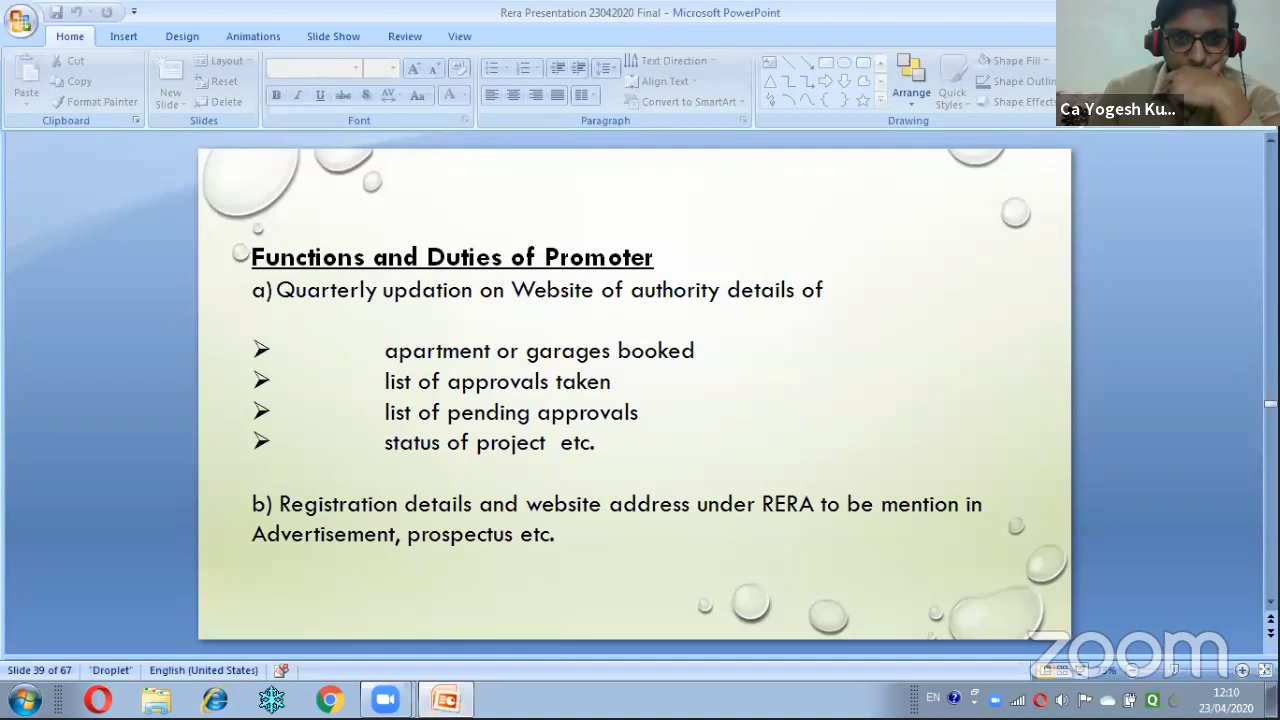 Rera Presentation 23042020 Final - Microsoft PowerPoint
Home Insert Design Animations Slide Show Review View
Cut
Copy
Format Painter
Paste
Clipboard
New Slide
Layout
Reset
Delete
Slides
B I U abc S AV Aa A
Font
Text Direction
Align Text
Convert to SmartArt
Paragraph
Arrange
Quick Styles
Shape Fill
Shape Outlin
Shape Effects
Drawing
Ca Yogesh Ku...
Functions and Duties of Promoter
a) Quarterly updation on Website of authority details of
➢ apartment or garages booked
➢ list of approvals taken
➢ list of pending approvals
➢ status of project etc.
b) Registration details and website address under RERA to be mention in
Advertisement, prospectus etc.
zoom
Slide 39 of 67 "Droplet" English (United States)
EN 12:10
23/04/2020